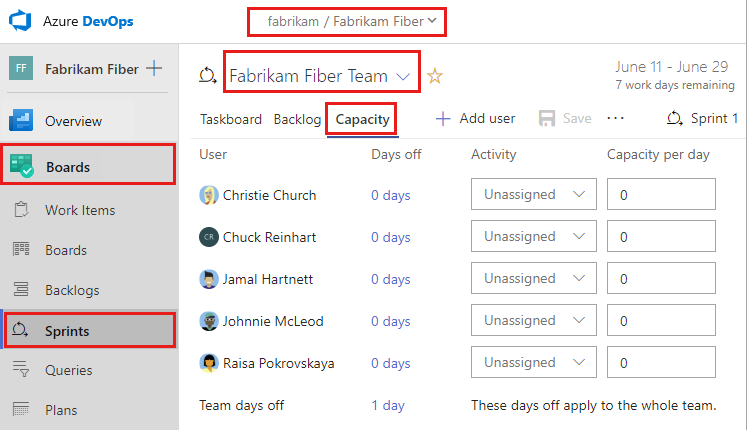 Azure DevOps
fabrikam / Fabrikam Fiber
FF Fabrikam Fiber
Overview
Boards
Work Items
Boards
Backlogs
Sprints
Queries
Plans
Fabrikam Fiber Team
June 11 - June 29
7 work days remaining
Taskboard Backlog Capacity Add user Save Sprint 1
User Days off Activity Capacity per day
Christie Church 0 days Unassigned 0
CR Chuck Reinhart 0 days Unassigned 0
Jamal Hartnett 0 days Unassigned 0
Johnnie McLeod 0 days Unassigned 0
Raisa Pokrovskaya 0 days Unassigned 0
Team days off 1 day These days off apply to the whole team.